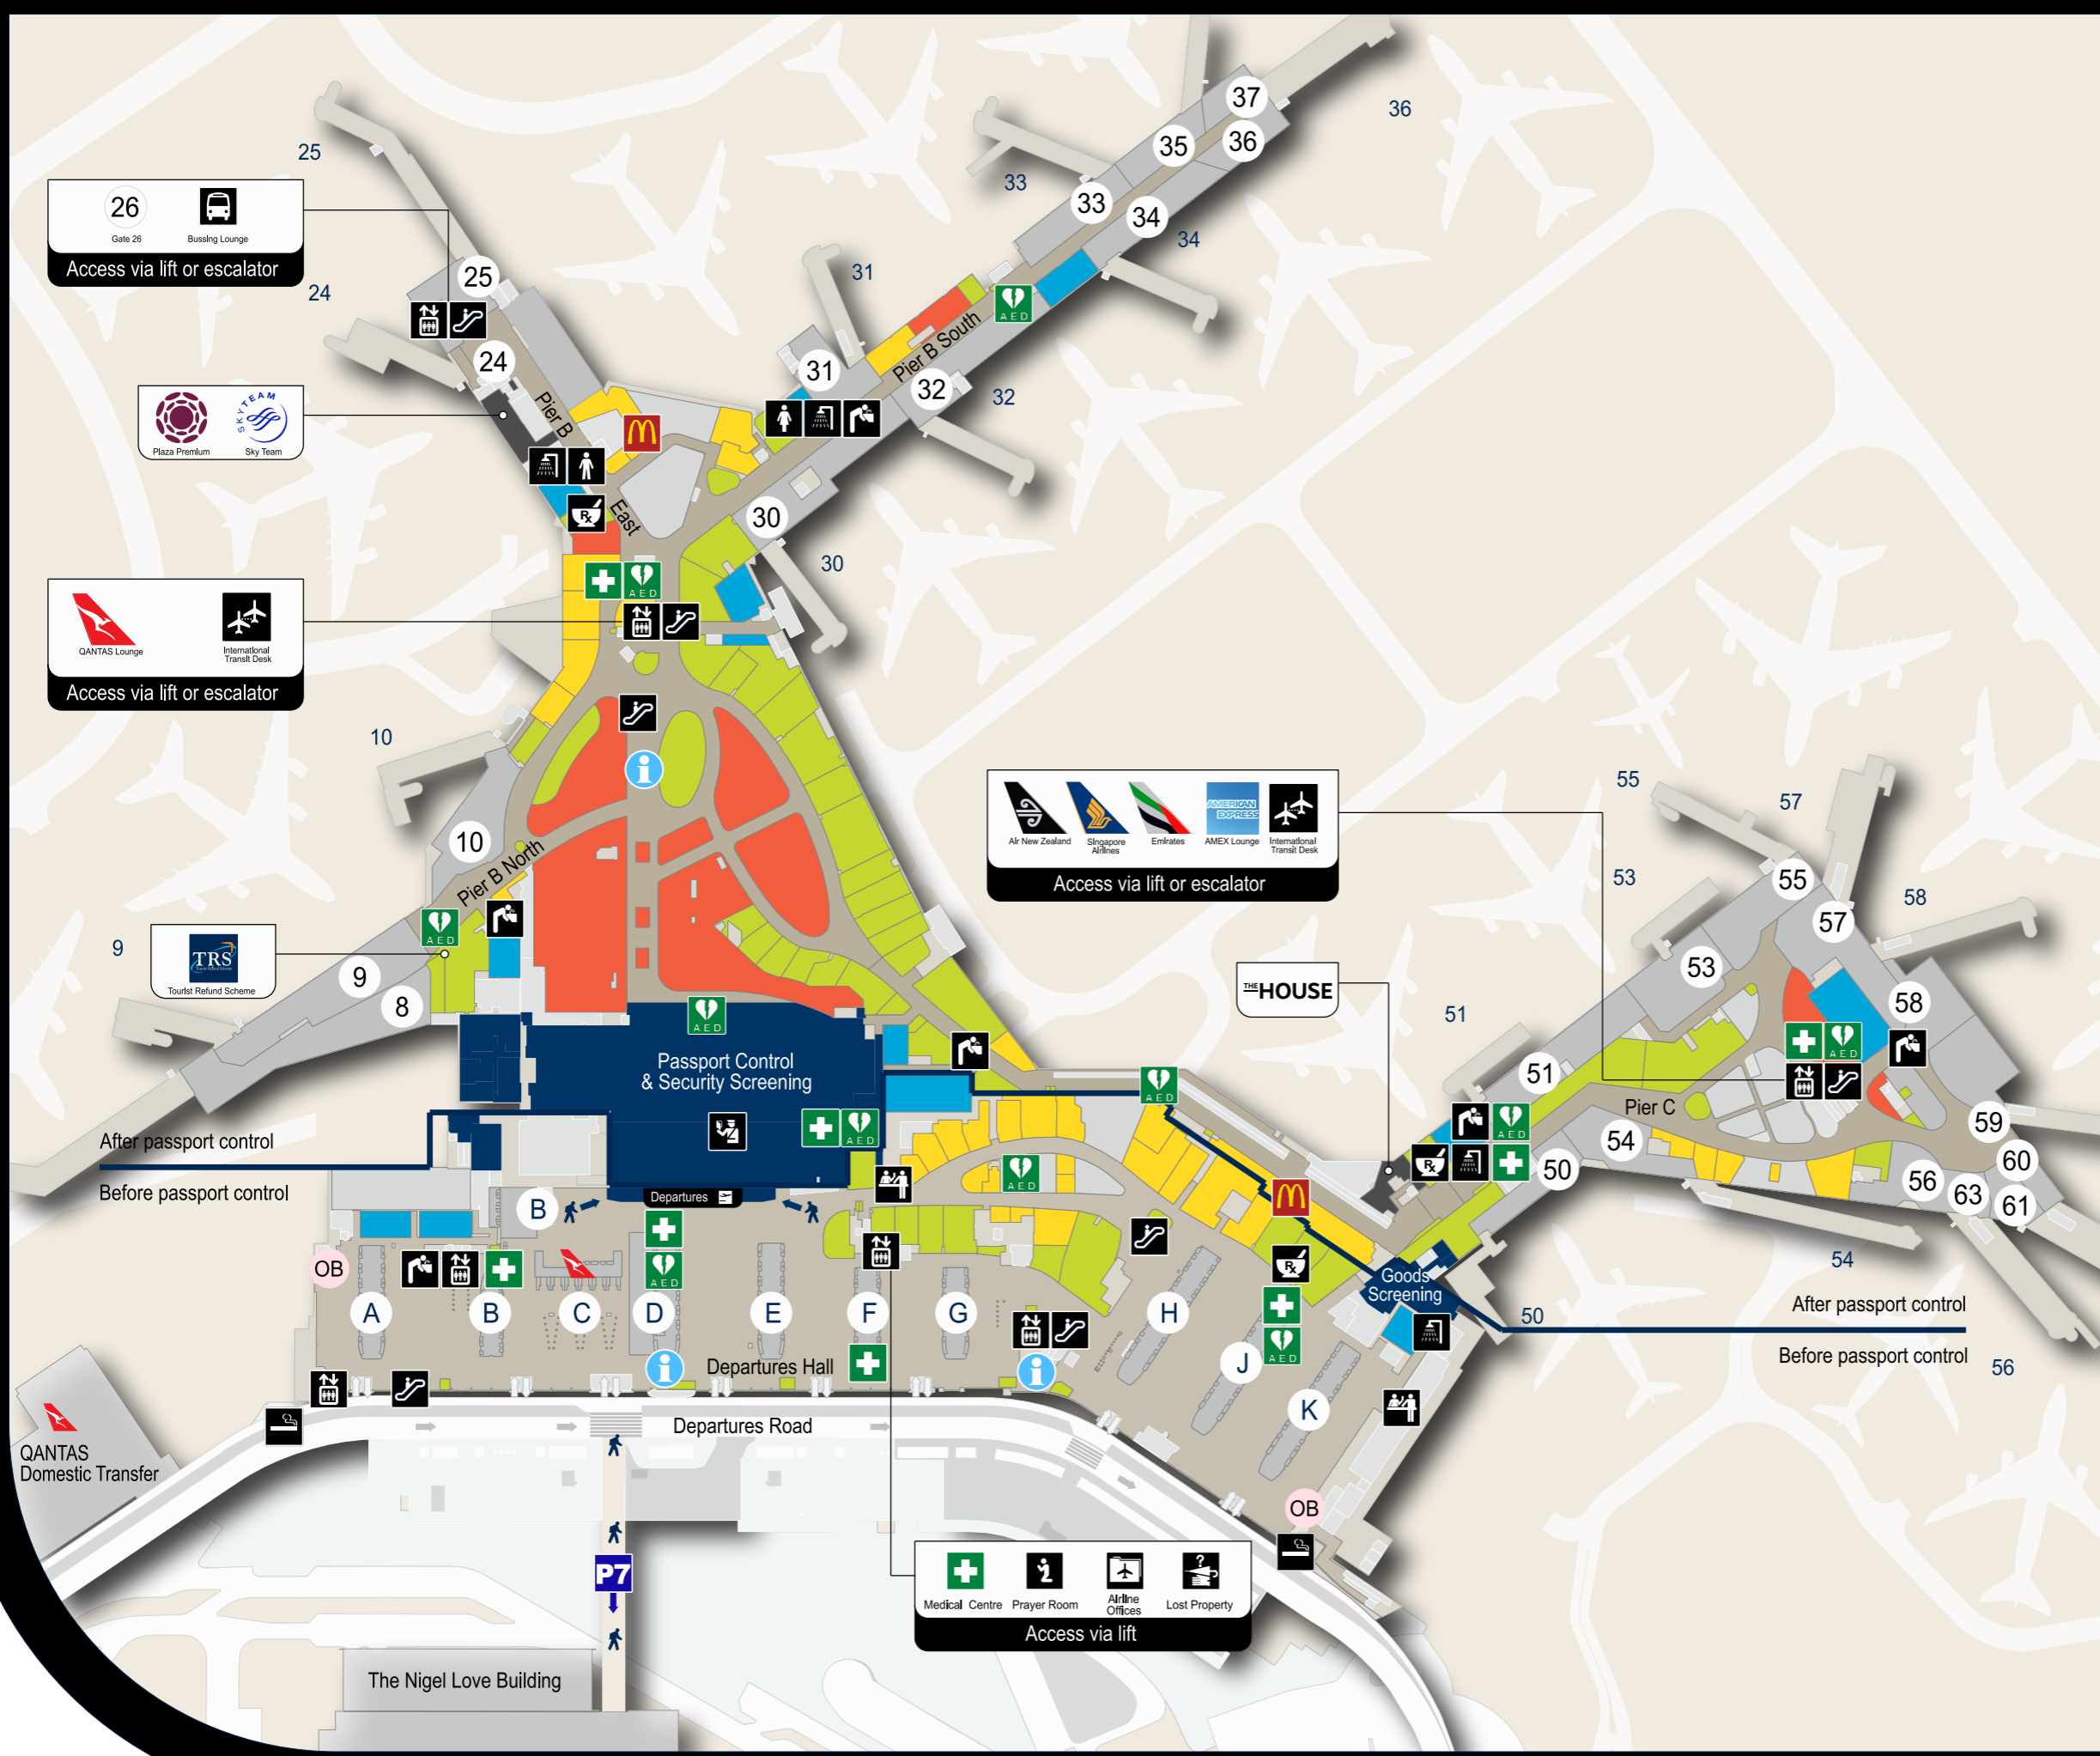 37
36
35
36
25
33
33
34
34
26
Gate 26
Bussing Lounge
Access via lift or escalator
25
31
24
24
31
Pier B South
32
32
AED
Plaza Premium
SKYTEAM
Sky Team
Pier B
East
RX
30
30
AED
QANTAS Lounge
International
Transit Desk
Access via lift or escalator
i
10
10
Pier B North
AED
TRS
Tourist Refund Scheme
9
9
8
Air New Zealand
Singapore
Airlines
Emirates
AMERICAN
EXPRESS
AMEX Lounge
International
Transit Desk
Access via lift or escalator
55
57
53
55
58
57
53
58
THE HOUSE
51
51
AED
AED
Passport Control
& Security Screening
AED
AED
AED
AED
RX
Pier C
54
50
59
60
56
63
61
After passport control
Before passport control
B
Departures
OB
A
B
C
D
AED
E
F
G
H
J
K
RX
AED
Goods
Screening
50
54
After passport control
Before passport control
56
i
Departures Hall
i
Departures Road
QANTAS
Domestic Transfer
OB
P7
Medical Centre
Prayer Room
Airline
Offices
?
Lost Property
Access via lift
The Nigel Love Building